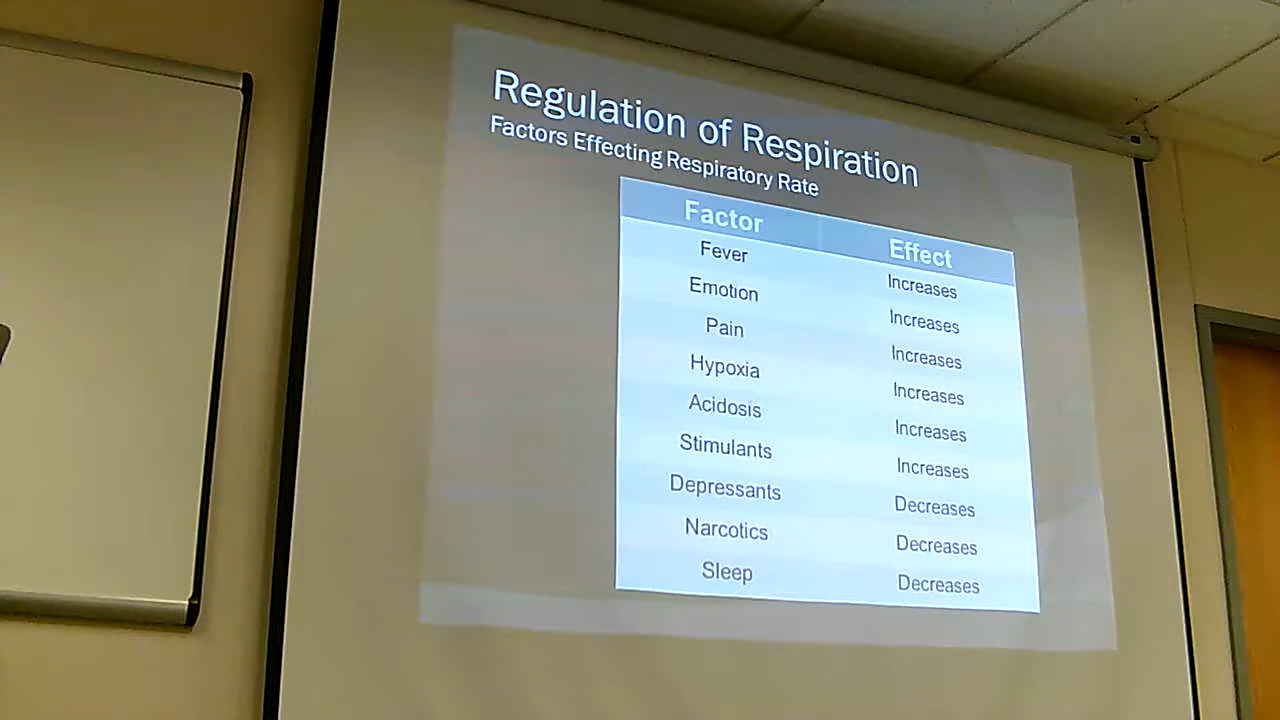 Regulation of Respiration
Factors Effecting Respiratory Rate
Factor Effect
Fever Increases
Emotion Increases
Pain Increases
Hypoxia Increases
Acidosis Increases
Stimulants Increases
Depressants Decreases
Narcotics Decreases
Sleep Decreases